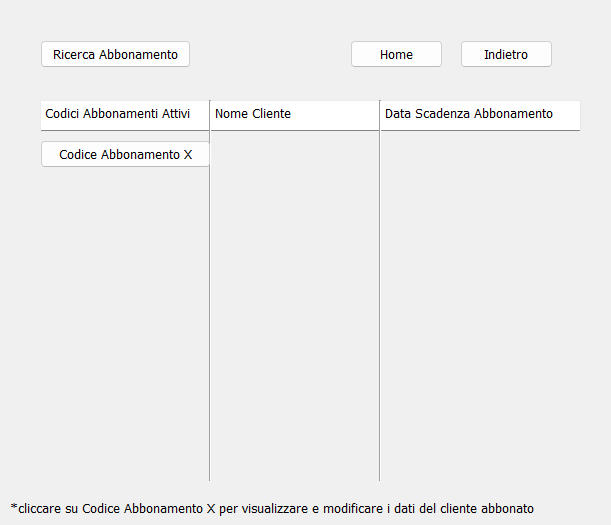 Ricerca Abbonamento
Home
Indietro
Codici Abbonamenti Attivi
Nome Cliente
Data Scadenza Abbonamento
Codice Abbonamento X
*cliccare su Codice Abbonamento X per visualizzare e modificare i dati del cliente abbonato